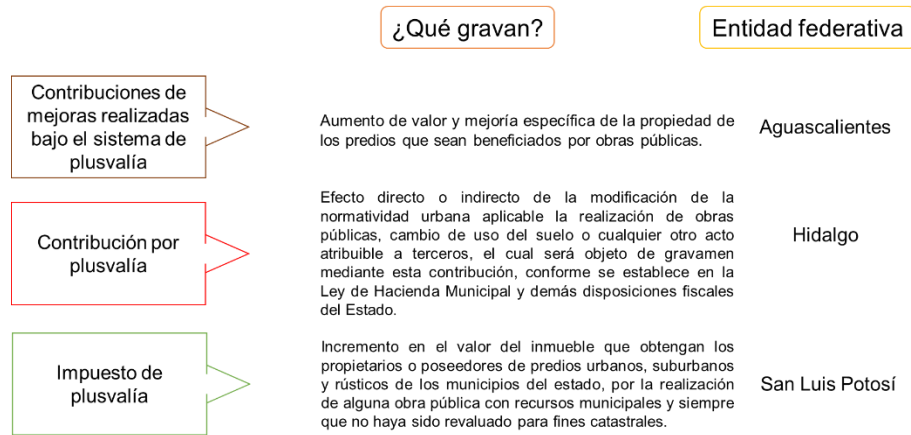 ¿Qué gravan?
Entidad federativa
Contribuciones de
mejoras realizadas
bajo el sistema de
plusvalía
Aumento de valor y mejoría específica de la propiedad de
los predios que sean beneficiados por obras públicas.
Aguascalientes
Contribución por
plusvalía
Efecto directo o indirecto de la modificación de la
normatividad urbana aplicable la realización de obras
públicas, cambio de uso del suelo o cualquier otro acto
atribuible a terceros, el cual será objeto de gravamen
mediante esta contribución, conforme se establece en la
Ley de Hacienda Municipal y demás disposiciones fiscales
del Estado.
Hidalgo
Impuesto de
plusvalía
Incremento en el valor del inmueble que obtengan los
propietarios o poseedores de predios urbanos, suburbanos
y rústicos de los municipios del estado, por la realización
de alguna obra pública con recursos municipales y siempre
que no haya sido revaluado para fines catastrales.
San Luis Potosí